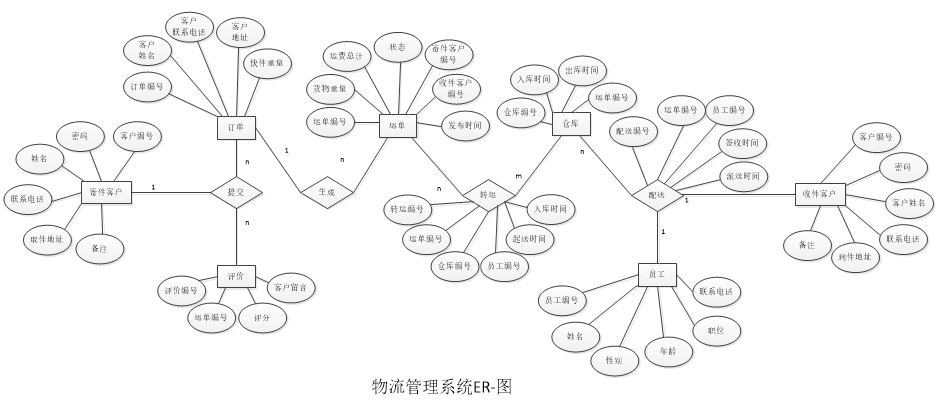 客户
联系电话
客户
地址
客户
姓名
快件重量
订单编号
订单
密码
客户编号
姓名
联系电话
取件地址
备注
寄件客户
1
提交
n
n
评价
评价编号
运单编号
评分
客户留言
1
生成
n
运费总计
状态
寄件客户
编号
货物重量
收件客户
编号
运单编号
运单
发布时间
n
转运
m
转运编号
运单编号
仓库编号
员工编号
起送时间
入库时间
入库时间
出库时间
仓库编号
运单编号
仓库
n
配送编号
运单编号
员工编号
签收时间
派送时间
配送
1
1
员工
员工编号
姓名
性别
年龄
职位
联系电话
收件客户
客户编号
密码
客户姓名
联系电话
到件地址
备注
物流管理系统ER-图